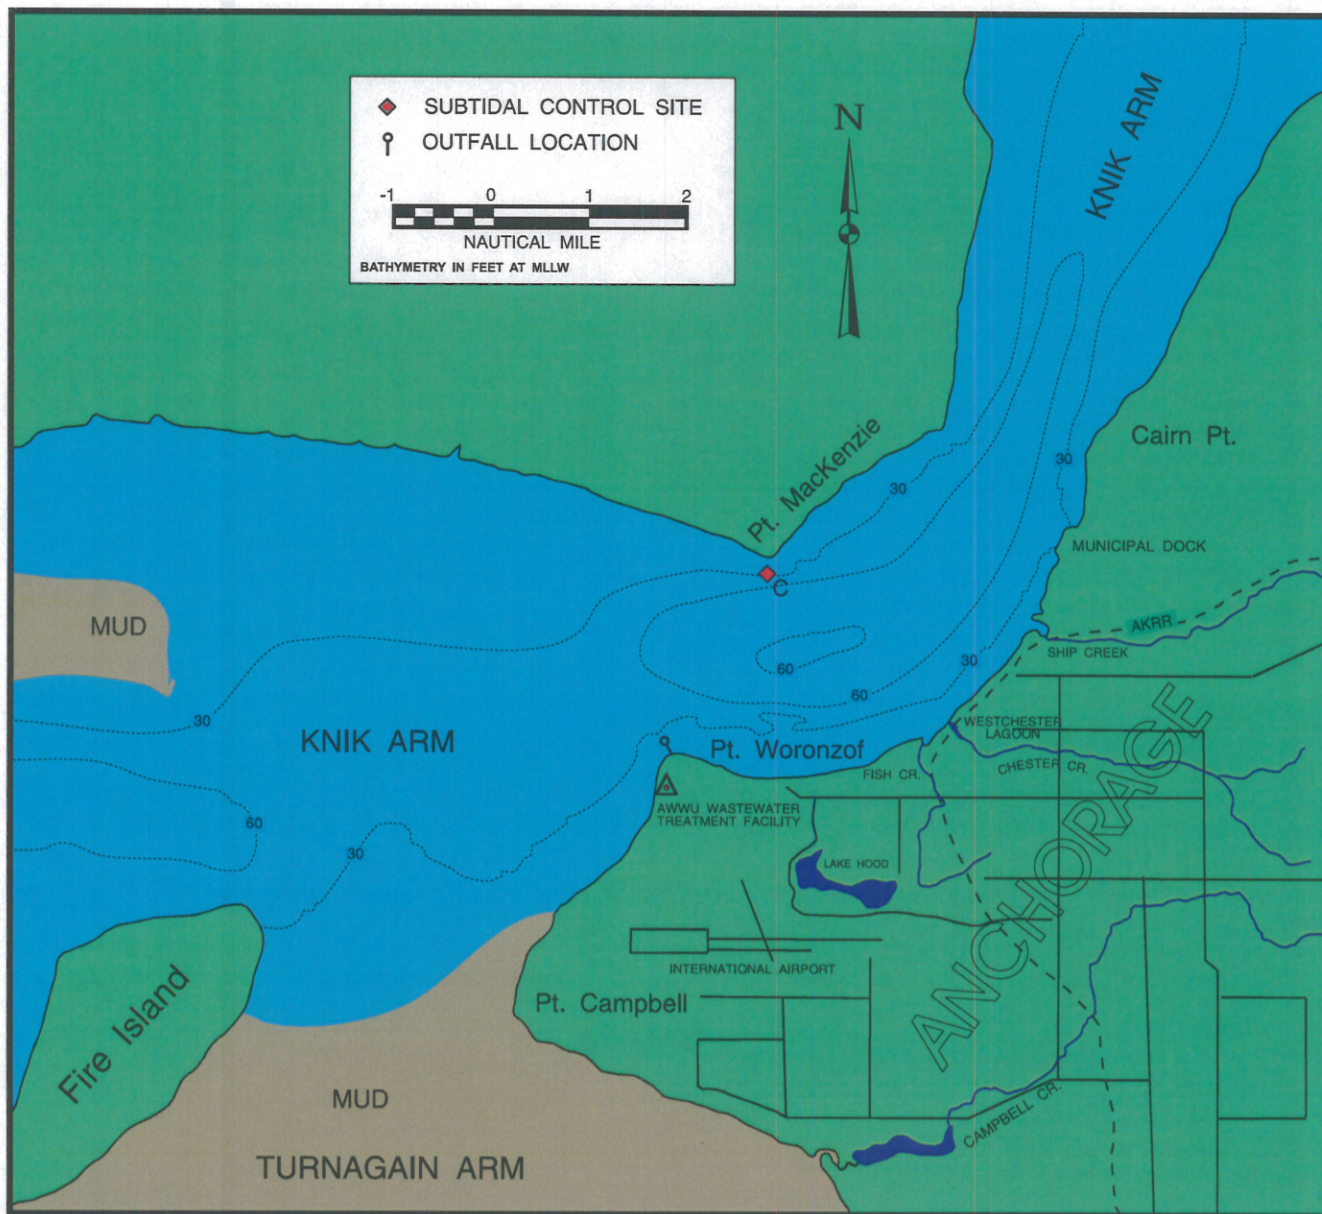 SUBTIDAL CONTROL SITE
OUTFALL LOCATION
-1 0 1 2
NAUTICAL MILE
BATHYMETRY IN FEET AT MLLW
N
KNIK ARM
Cairn Pt.
Pt. MacKenzie
30
30
MUNICIPAL DOCK
C
AKRR
SHIP CREEK
MUD
60
30
60
30
KNIK ARM
Pt. Woronzof
WESTCHESTER
LAGOON
FISH CR.
CHESTER CR.
AWWU WASTEWATER
TREATMENT FACILITY
60
30
LAKE HOOD
ANCHORAGE
INTERNATIONAL AIRPORT
Pt. Campbell
Fire Island
MUD
CAMPBELL CR.
TURNAGAIN ARM